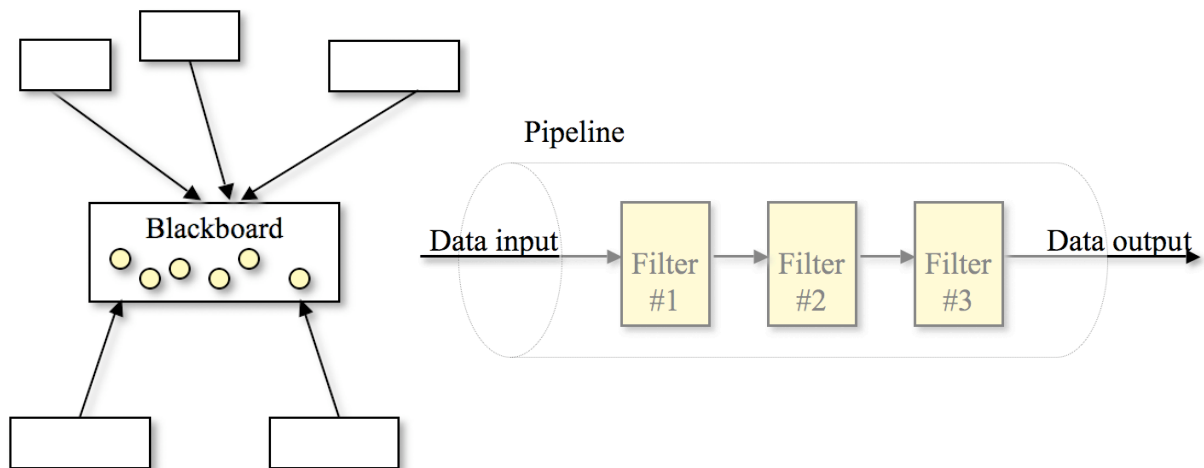 Pipeline
Blackboard
Data input
Data output
Filter
#1
Filter
#2
Filter
#3